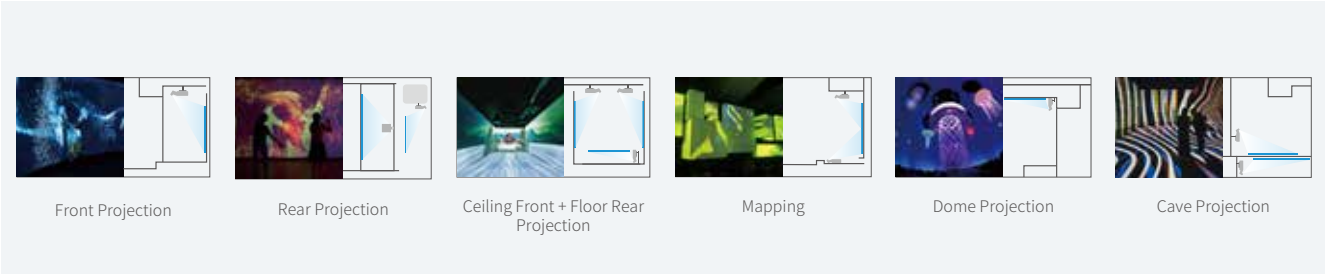 Front Projection
Rear Projection
Ceiling Front + Floor Rear
Projection
Mapping
Dome Projection
Cave Projection